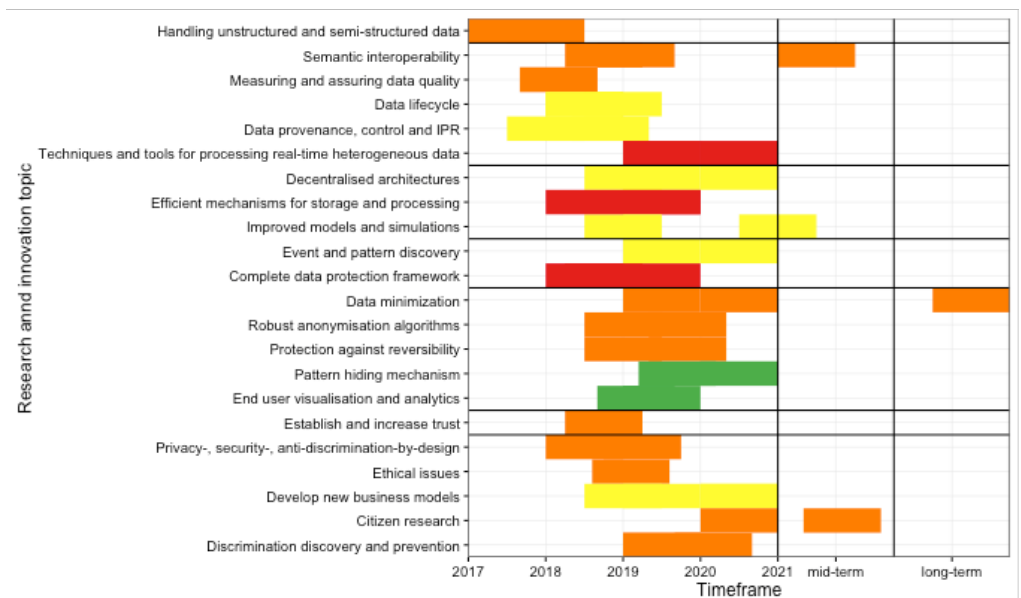 Handling unstructured and semi-structured data
Semantic interoperability
Measuring and assuring data quality
Data lifecycle
Data provenance, control and IPR
Techniques and tools for processing real-time heterogeneous data
Decentralised architectures
Efficient mechanisms for storage and processing
Improved models and simulations
Event and pattern discovery
Complete data protection framework
Data minimization
Robust anonymisation algorithms
Protection against reversibility
Pattern hiding mechanism
End user visualisation and analytics
Establish and increase trust
Privacy-, security-, anti-discrimination-by-design
Ethical issues
Develop new business models
Citizen research
Discrimination discovery and prevention
Research annd innovation topic
2017 2018 2019 2020 2021 mid-term long-term
Timeframe